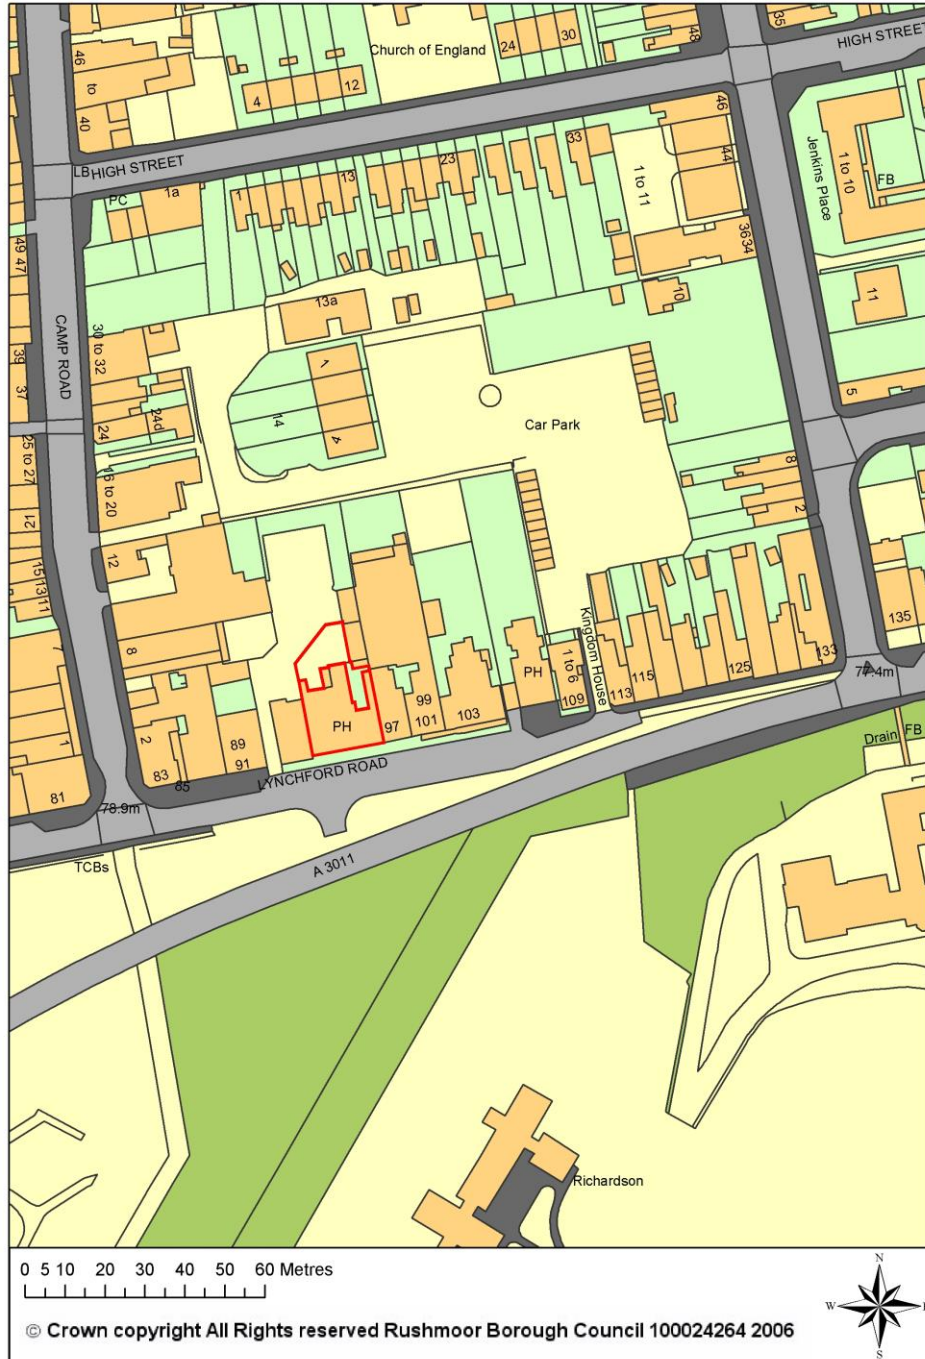 46
to
40
Church of England
4
12
24
30
48
35
HIGH STREET
LB HIGH STREET
PC
1a
1
13
23
33
1 to 11
46
44
3634
Jenkins Place
1 to 10
FB
49 47
39
37
CAMP ROAD
30 to 32
24
24d
13a
1
4
14
10
11
5
Car Park
25 to 27
21
15|13|11
16 to 20
12
8
2
8
2
135
7
1
81
83
85
89
91
PH
97
99
101
103
PH
1 to 6
109
Kingdom House
113
115
125
133
77.4m
LYNCHFORD ROAD
78.9m
TCBs
A 3011
Drain
FB
Richardson
0 5 10 20 30 40 50 60 Metres
N
W
E
S
© Crown copyright All Rights reserved Rushmoor Borough Council 100024264 2006